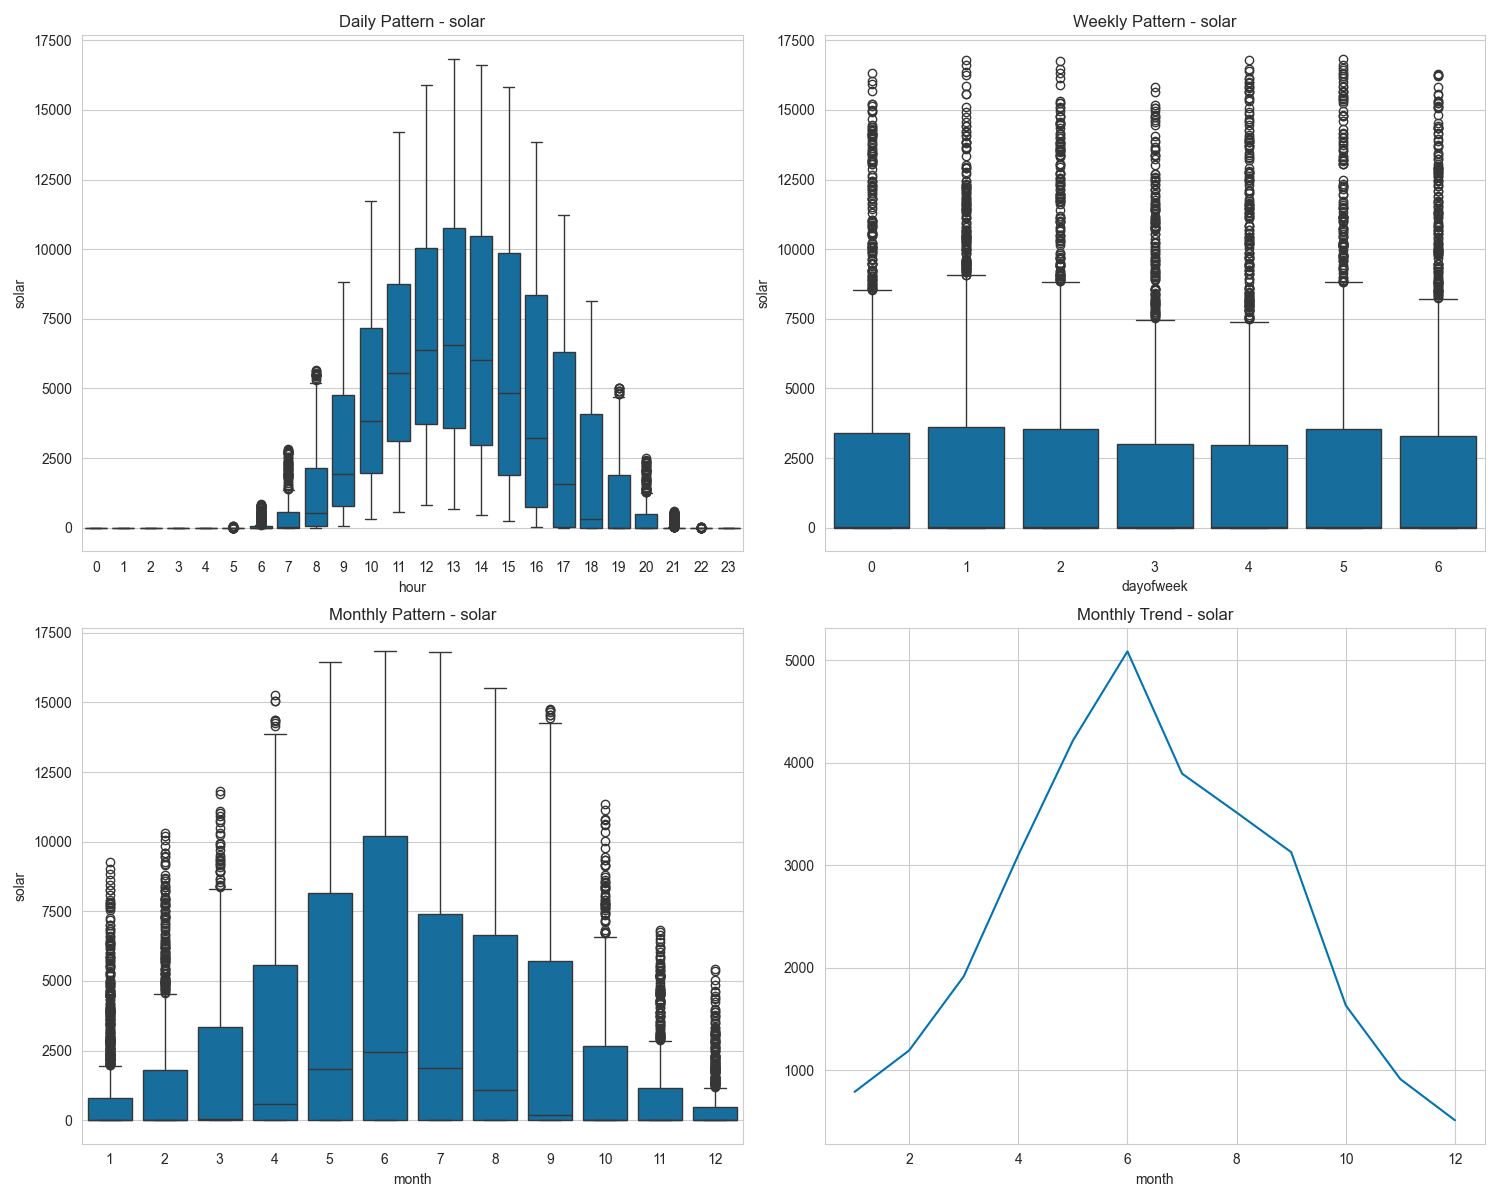 Daily Pattern - solar
17500
15000
12500
10000
7500
5000
2500
0
solar
0 1 2 3 4 5 6 7 8 9 10 11 12 13 14 15 16 17 18 19 20 21 22 23
hour
Weekly Pattern - solar
17500
15000
12500
10000
7500
5000
2500
0
solar
0 1 2 3 4 5 6
dayofweek
Monthly Pattern - solar
17500
15000
12500
10000
7500
5000
2500
0
solar
1 2 3 4 5 6 7 8 9 10 11 12
month
Monthly Trend - solar
5000
4000
3000
2000
1000
2 4 6 8 10 12
month